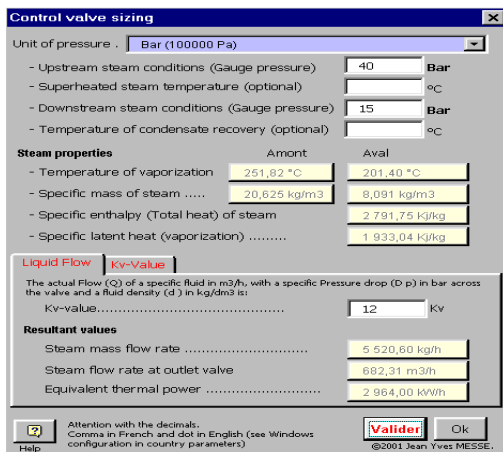 Control valve sizing
Unit of pressure . Bar (100000 Pa)
- Upstream steam conditions (Gauge pressure) 40 Bar
- Superheated steam temperature (optional) °C
- Downstream steam conditions (Gauge pressure) 15 Bar
- Temperature of condensate recovery (optional) °C
Steam properties Amont Aval
- Temperature of vaporization 251,82 °C 201,40 °C
- Specific mass of steam ..... 20,625 kg/m3 8,091 kg/m3
- Specific enthalpy (Total heat) of steam 2 791,75 Kj/kg
- Specific latent heat (vaporization) ......... 1 933,04 Kj/kg
Liquid Flow Kv-Value
The actual Flow (Q) of a specific fluid in m3/h, with a specific Pressure drop (D p) in bar across
the valve and a fluid density (d ) in kg/dm3 is:
Kv-value............................................. 12 Kv
Resultant values
Steam mass flow rate ............................... 5 520,60 kg/h
Steam flow rate at outlet valve 682,31 m3/h
Equivalent thermal power ............................. 2 964,00 kW/h
Attention with the decimals.
Comma in French and dot in English (see Windows
configuration in country parameters)
Help
Valider Ok
©2001 Jean Yves MESSE.